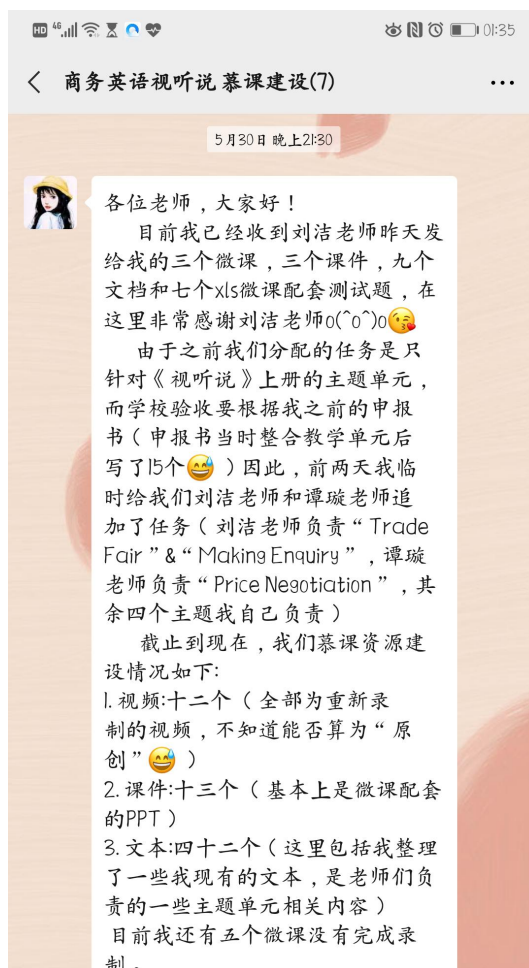 HD 46 01:35
商务英语视听说慕课建设(7)
5月30日 晚上21:30
各位老师，大家好！
目前我已经收到刘洁老师昨天发
给我的三个微课，三个课件，九个
文档和七个xls微课配套测试题，在
这里非常感谢刘洁老师o(^o^)o😘
由于之前我们分配的任务是只
针对《视听说》上册的主题单元，
而学校验收要根据我之前的申报
书（申报书当时整合教学单元后
写了15个😅）因此，前两天我临
时给我们刘洁老师和谭璇老师追
加了任务（刘洁老师负责“Trade
Fair”&“Making Enquiry”，谭璇
老师负责“Price Negotiation”，其
余四个主题我自己负责）
截止到现在，我们慕课资源建
设情况如下:
1. 视频:十二个（全部为重新录
制的视频，不知道能否算为“原
创”😅）
2. 课件:十三个（基本上是微课配套
的PPT）
3. 文本:四十二个（这里包括我整理
了一些我现有的文本，是老师们负
责的一些主题单元相关内容）
目前我还有五个微课没有完成录
制，